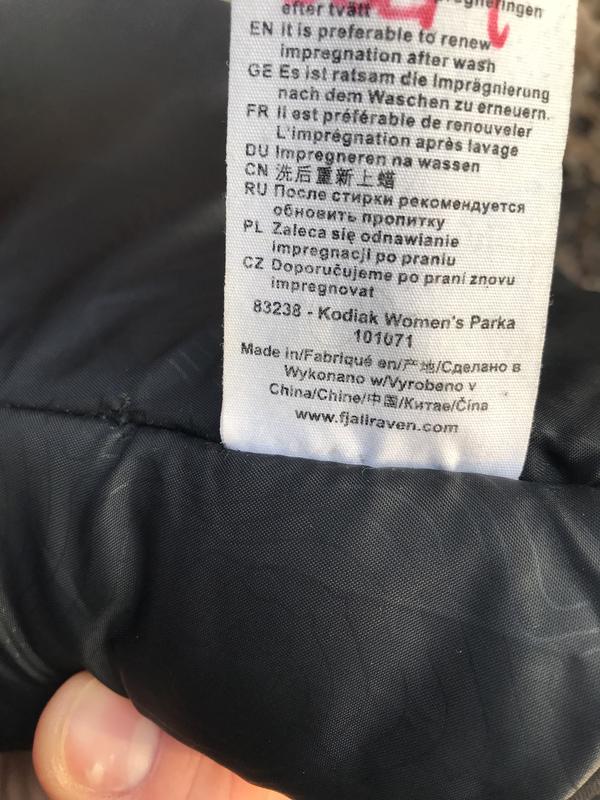 efter tvätt
EN It is preferable to renew
impregnation after wash
GE Es ist ratsam die Imprägnierung
nach dem Waschen zu erneuern.
FR Il est préférable de renouveler
L'imprégnation après lavage
DU Impregneren na wassen
CN 洗后重新上蜡
RU После стирки рекомендуется
обновить пропитку
PL Zaleca się odnawianie
impregnacji po praniu
CZ Doporučujeme po praní znovu
impregnovat
83238 - Kodiak Women's Parka
101071
Made in/Fabriqué en/产地/Сделано в
Wykonano w/Vyrobeno v
China/Chine/中国/Китае/Čína
www.fjallraven.com